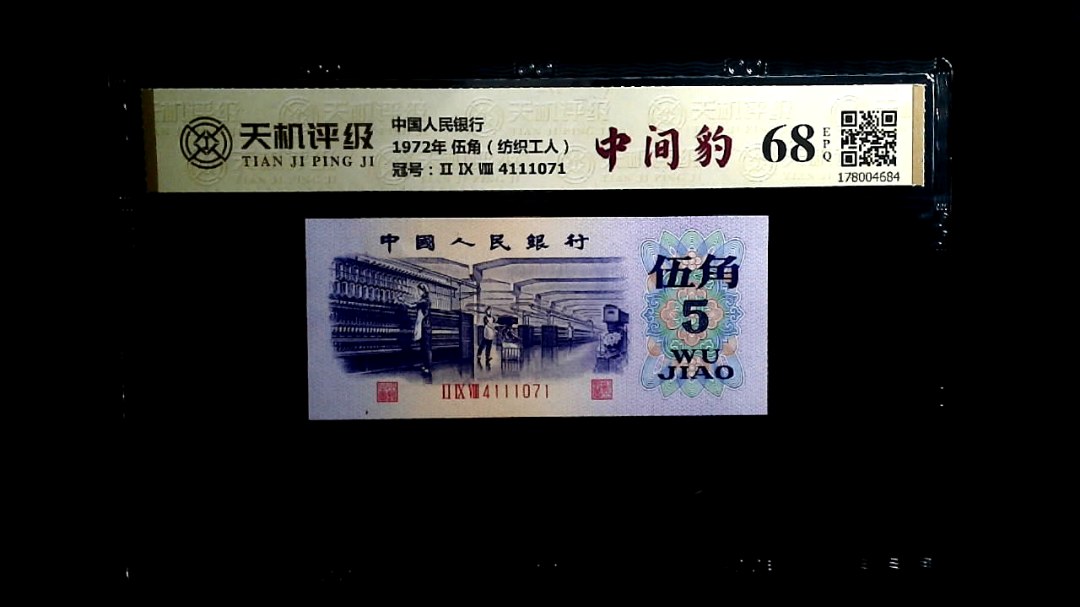 天机评级
TIAN JI PING JI
中国人民银行
1972年 伍角（纺织工人）
冠号：II IX VIII 4111071
中间豹
68
EPQ
178004684
中國人民銀行
伍角
5
WU
JIAO
II IX VIII 4111071